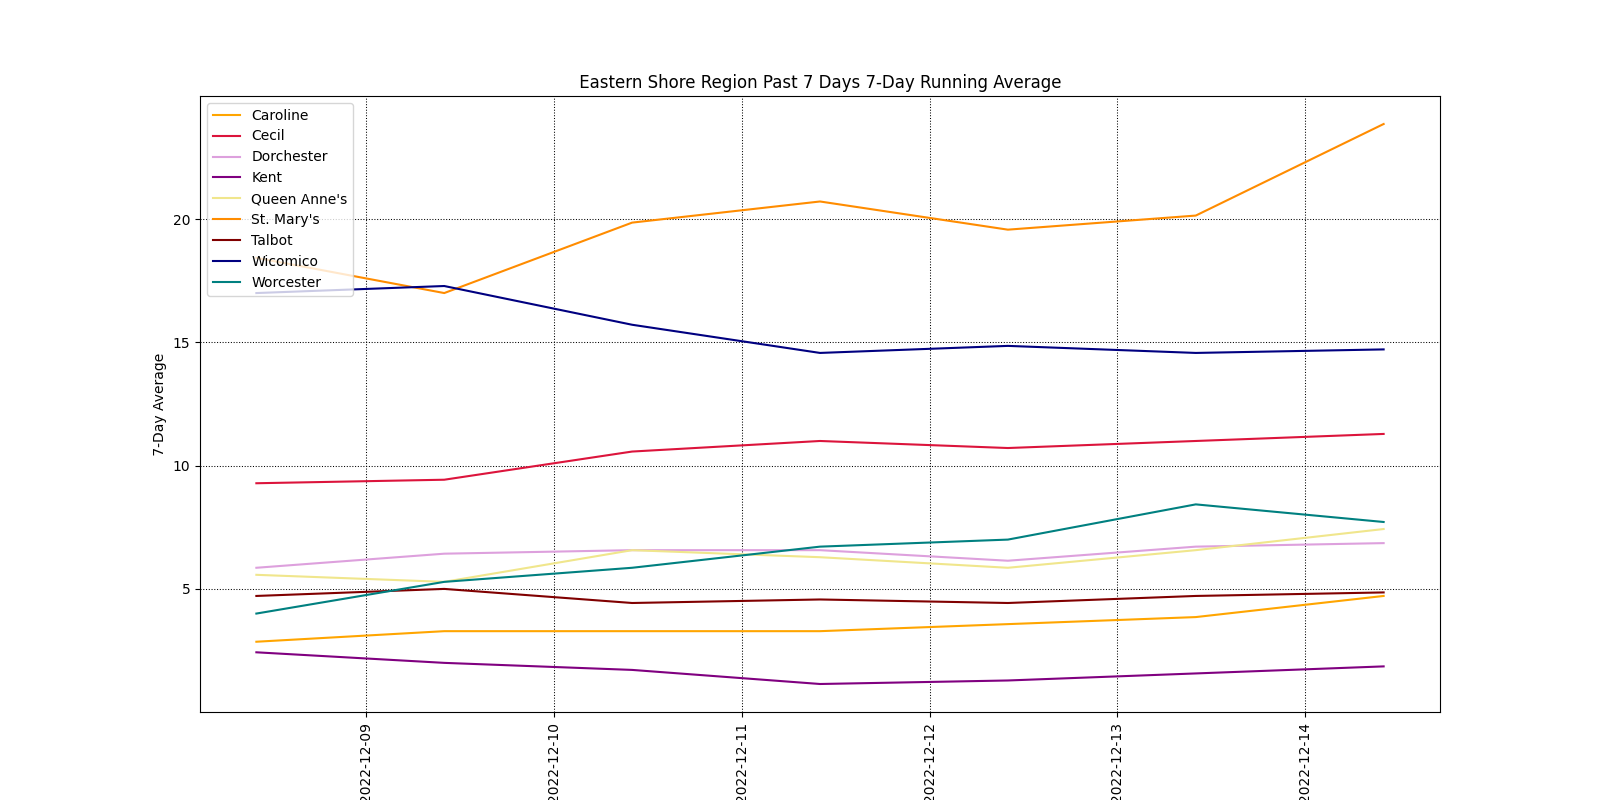 Eastern Shore Region Past 7 Days 7-Day Running Average
Caroline
Cecil
Dorchester
Kent
Queen Anne's
St. Mary's
Talbot
Wicomico
Worcester
7-Day Average
20
15
10
5
2022-12-09
2022-12-10
2022-12-11
2022-12-12
2022-12-13
2022-12-14